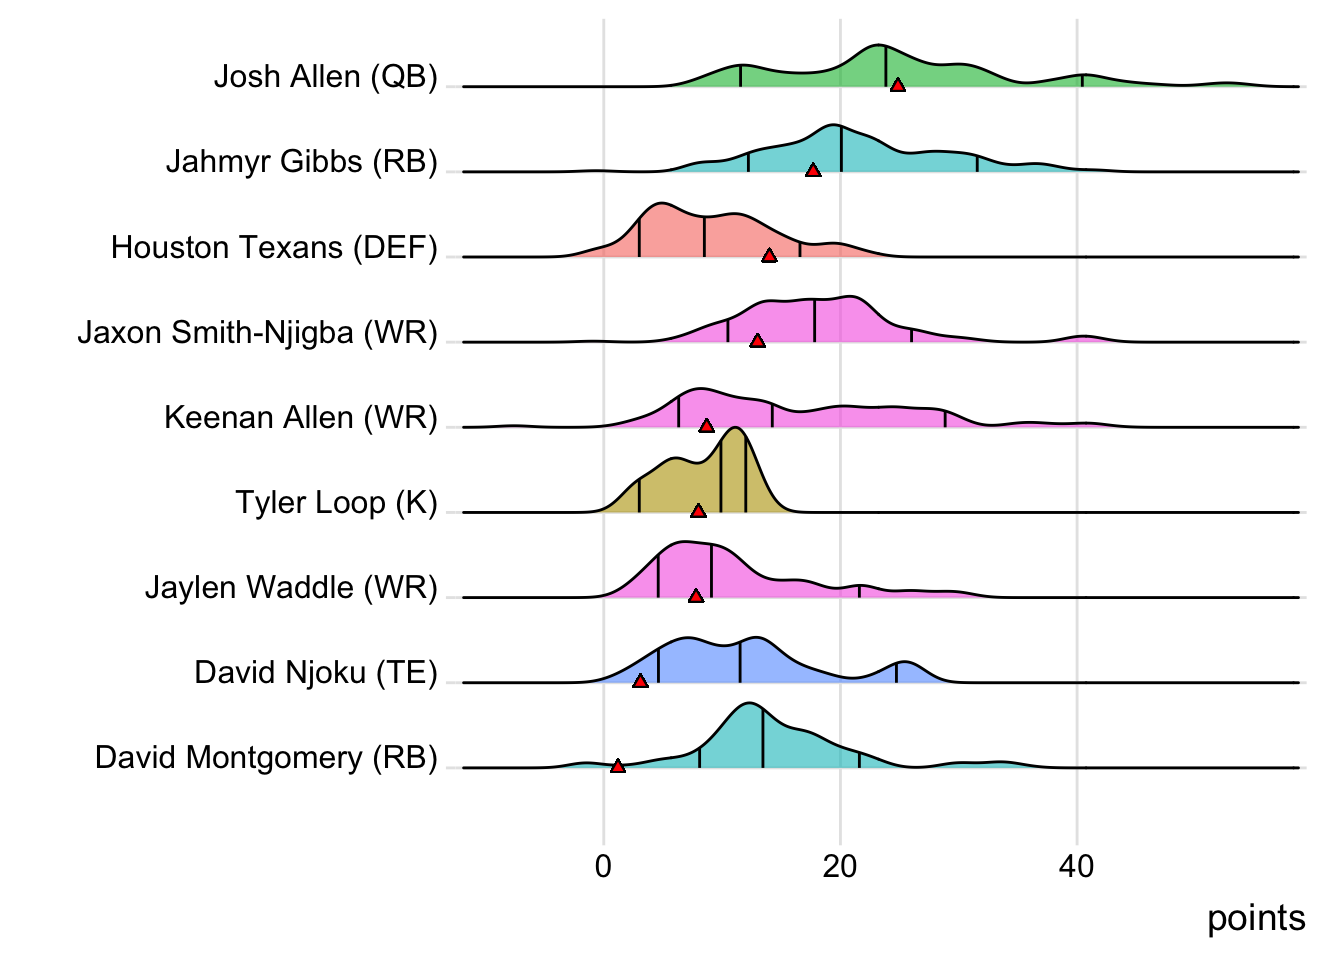 Josh Allen (QB)
Jahmyr Gibbs (RB)
Houston Texans (DEF)
Jaxon Smith-Njigba (WR)
Keenan Allen (WR)
Tyler Loop (K)
Jaylen Waddle (WR)
David Njoku (TE)
David Montgomery (RB)
0 20 40
points